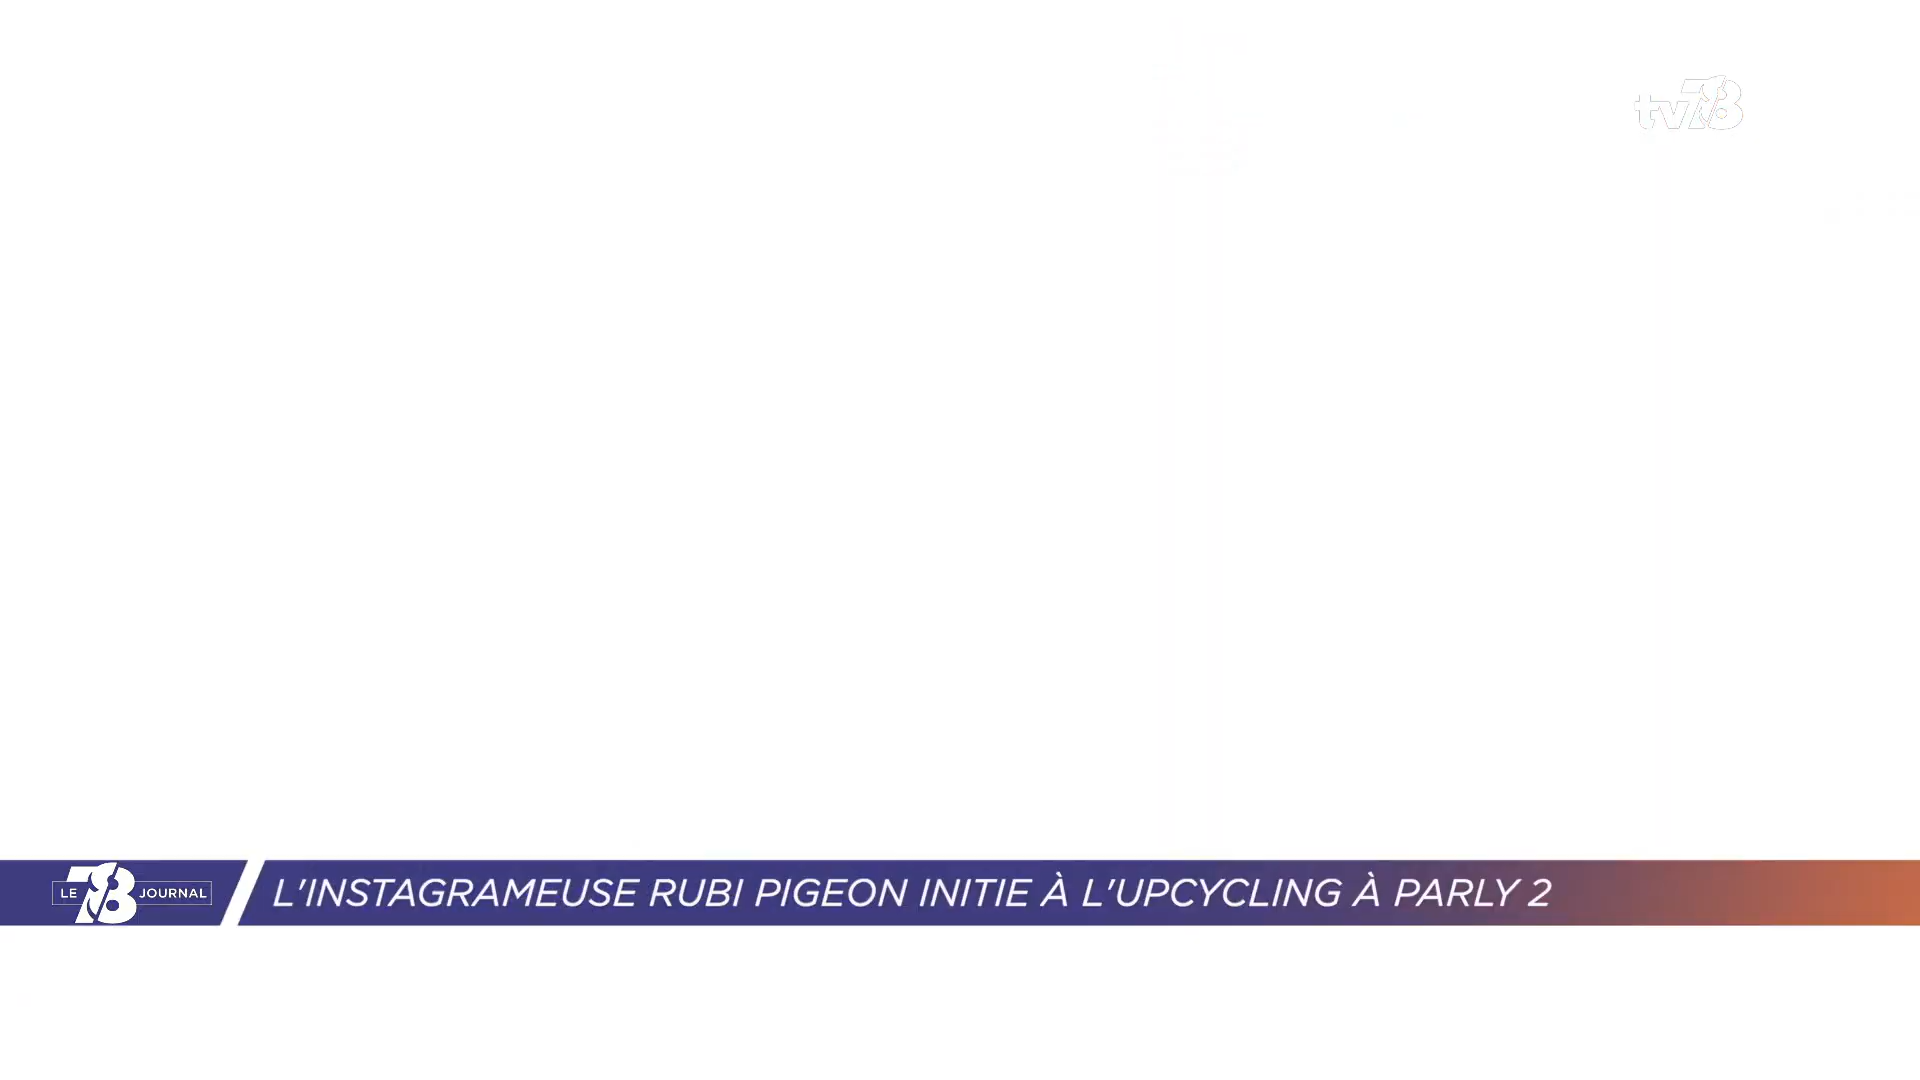 tv78
LE 78 JOURNAL
L'INSTAGRAMEUSE RUBI PIGEON INITIE À L'UPCYCLING À PARLY 2